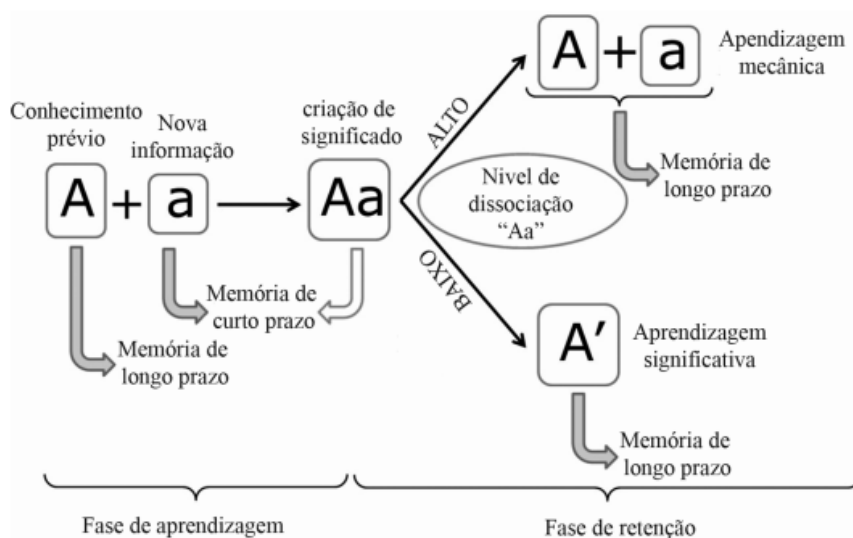 Conhecimento
prévio
Nova
informação
criação de
significado
A + a
Aa
Memória de
curto prazo
Memória de
longo prazo
ALTO
Nivel de
dissociação
“Aa”
BAIXO
A + a
Apendizagem
mecânica
Memória de
longo prazo
A′
Aprendizagem
significativa
Memória de
longo prazo
Fase de aprendizagem
Fase de retenção